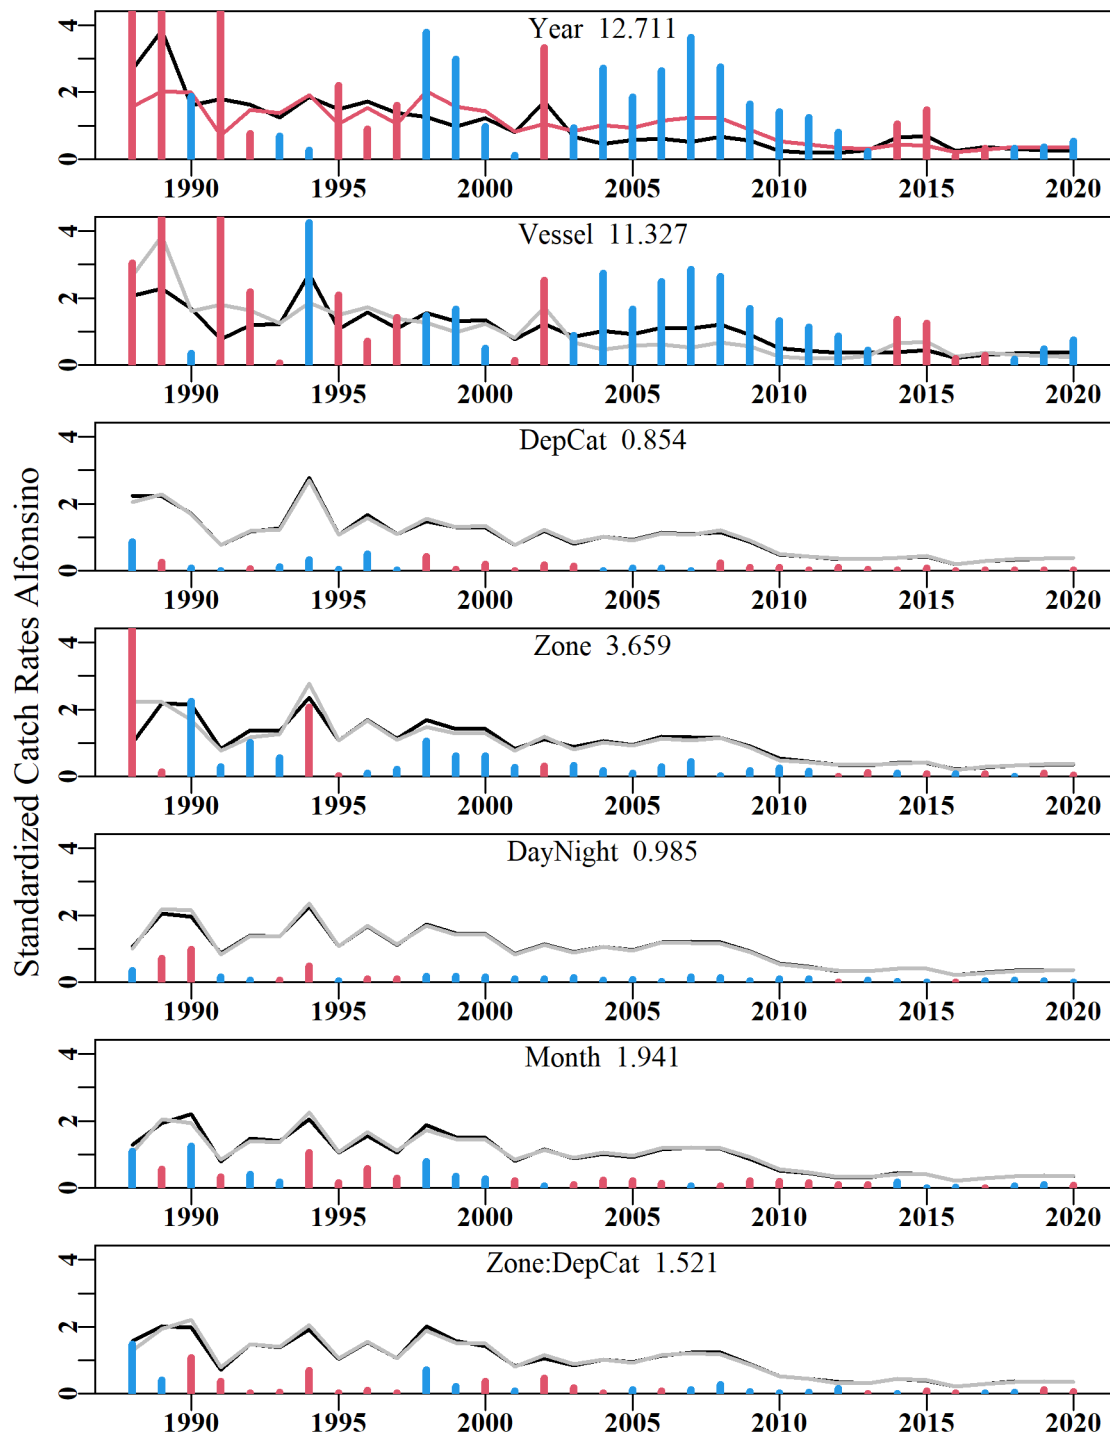 Standardized Catch Rates Alfonsino
Year 12.711
0 2 4
1990 1995 2000 2005 2010 2015 2020
Vessel 11.327
0 2 4
1990 1995 2000 2005 2010 2015 2020
DepCat 0.854
0 2 4
1990 1995 2000 2005 2010 2015 2020
Zone 3.659
0 2 4
1990 1995 2000 2005 2010 2015 2020
DayNight 0.985
0 2 4
1990 1995 2000 2005 2010 2015 2020
Month 1.941
0 2 4
1990 1995 2000 2005 2010 2015 2020
Zone:DepCat 1.521
0 2 4
1990 1995 2000 2005 2010 2015 2020